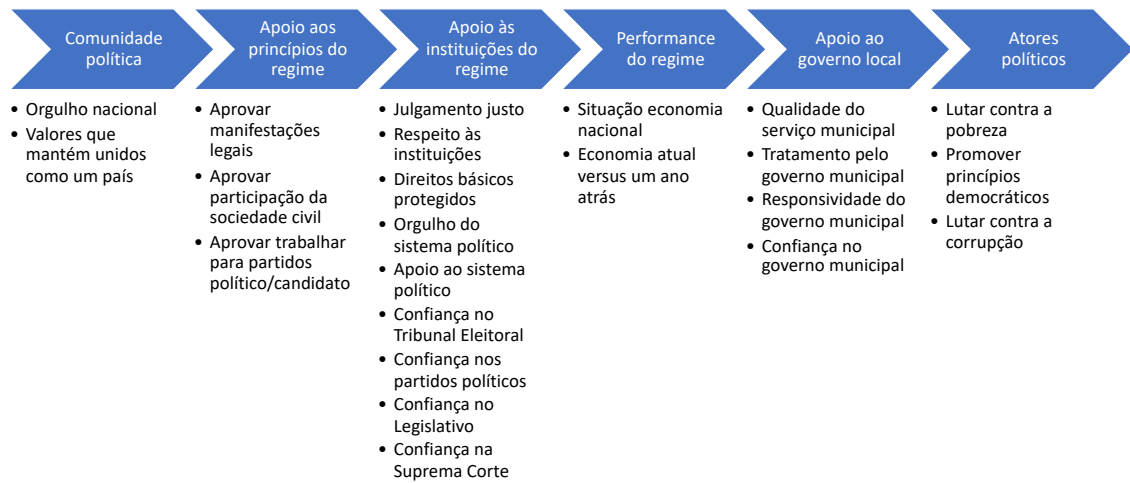 Comunidade
política
• Orgulho nacional
• Valores que
mantém unidos
como um país
Apoio aos
princípios do
regime
• Aprovar
manifestações
legais
• Aprovar
participação da
sociedade civil
• Aprovar trabalhar
para partidos
político/candidato
Apoio às
instituições do
regime
• Julgamento justo
• Respeito às
instituições
• Direitos básicos
protegidos
• Orgulho do
sistema político
• Apoio ao sistema
político
• Confiança no
Tribunal Eleitoral
• Confiança nos
partidos políticos
• Confiança no
Legislativo
• Confiança na
Suprema Corte
Performance
do regime
• Situação economia
nacional
• Economia atual
versus um ano
atrás
Apoio ao
governo local
• Qualidade do
serviço municipal
• Tratamento pelo
governo municipal
• Responsividade do
governo municipal
• Confiança no
governo municipal
Atores
políticos
• Lutar contra a
pobreza
• Promover
princípios
democráticos
• Lutar contra a
corrupção